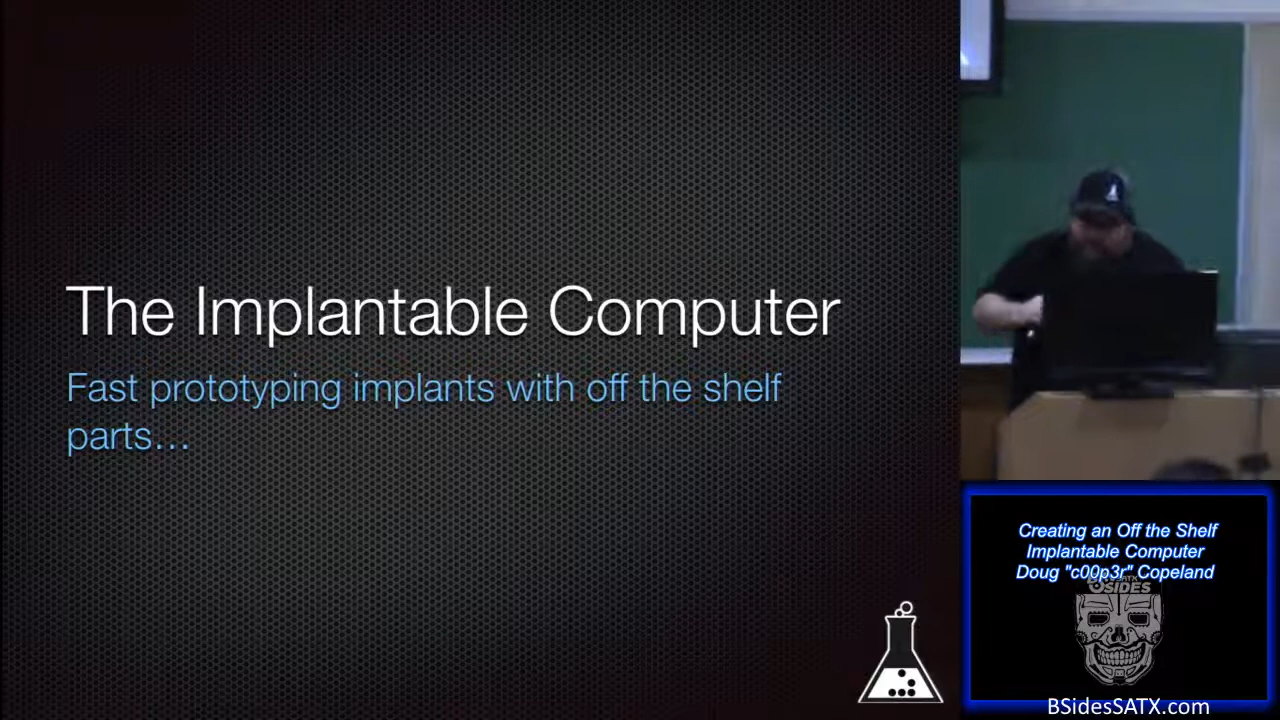 The Implantable Computer
Fast prototyping implants with off the shelf
parts…
Creating an Off the Shelf
Implantable Computer
Doug "c00p3r" Copeland
SATX
BSIDES
BSidesSATX.com